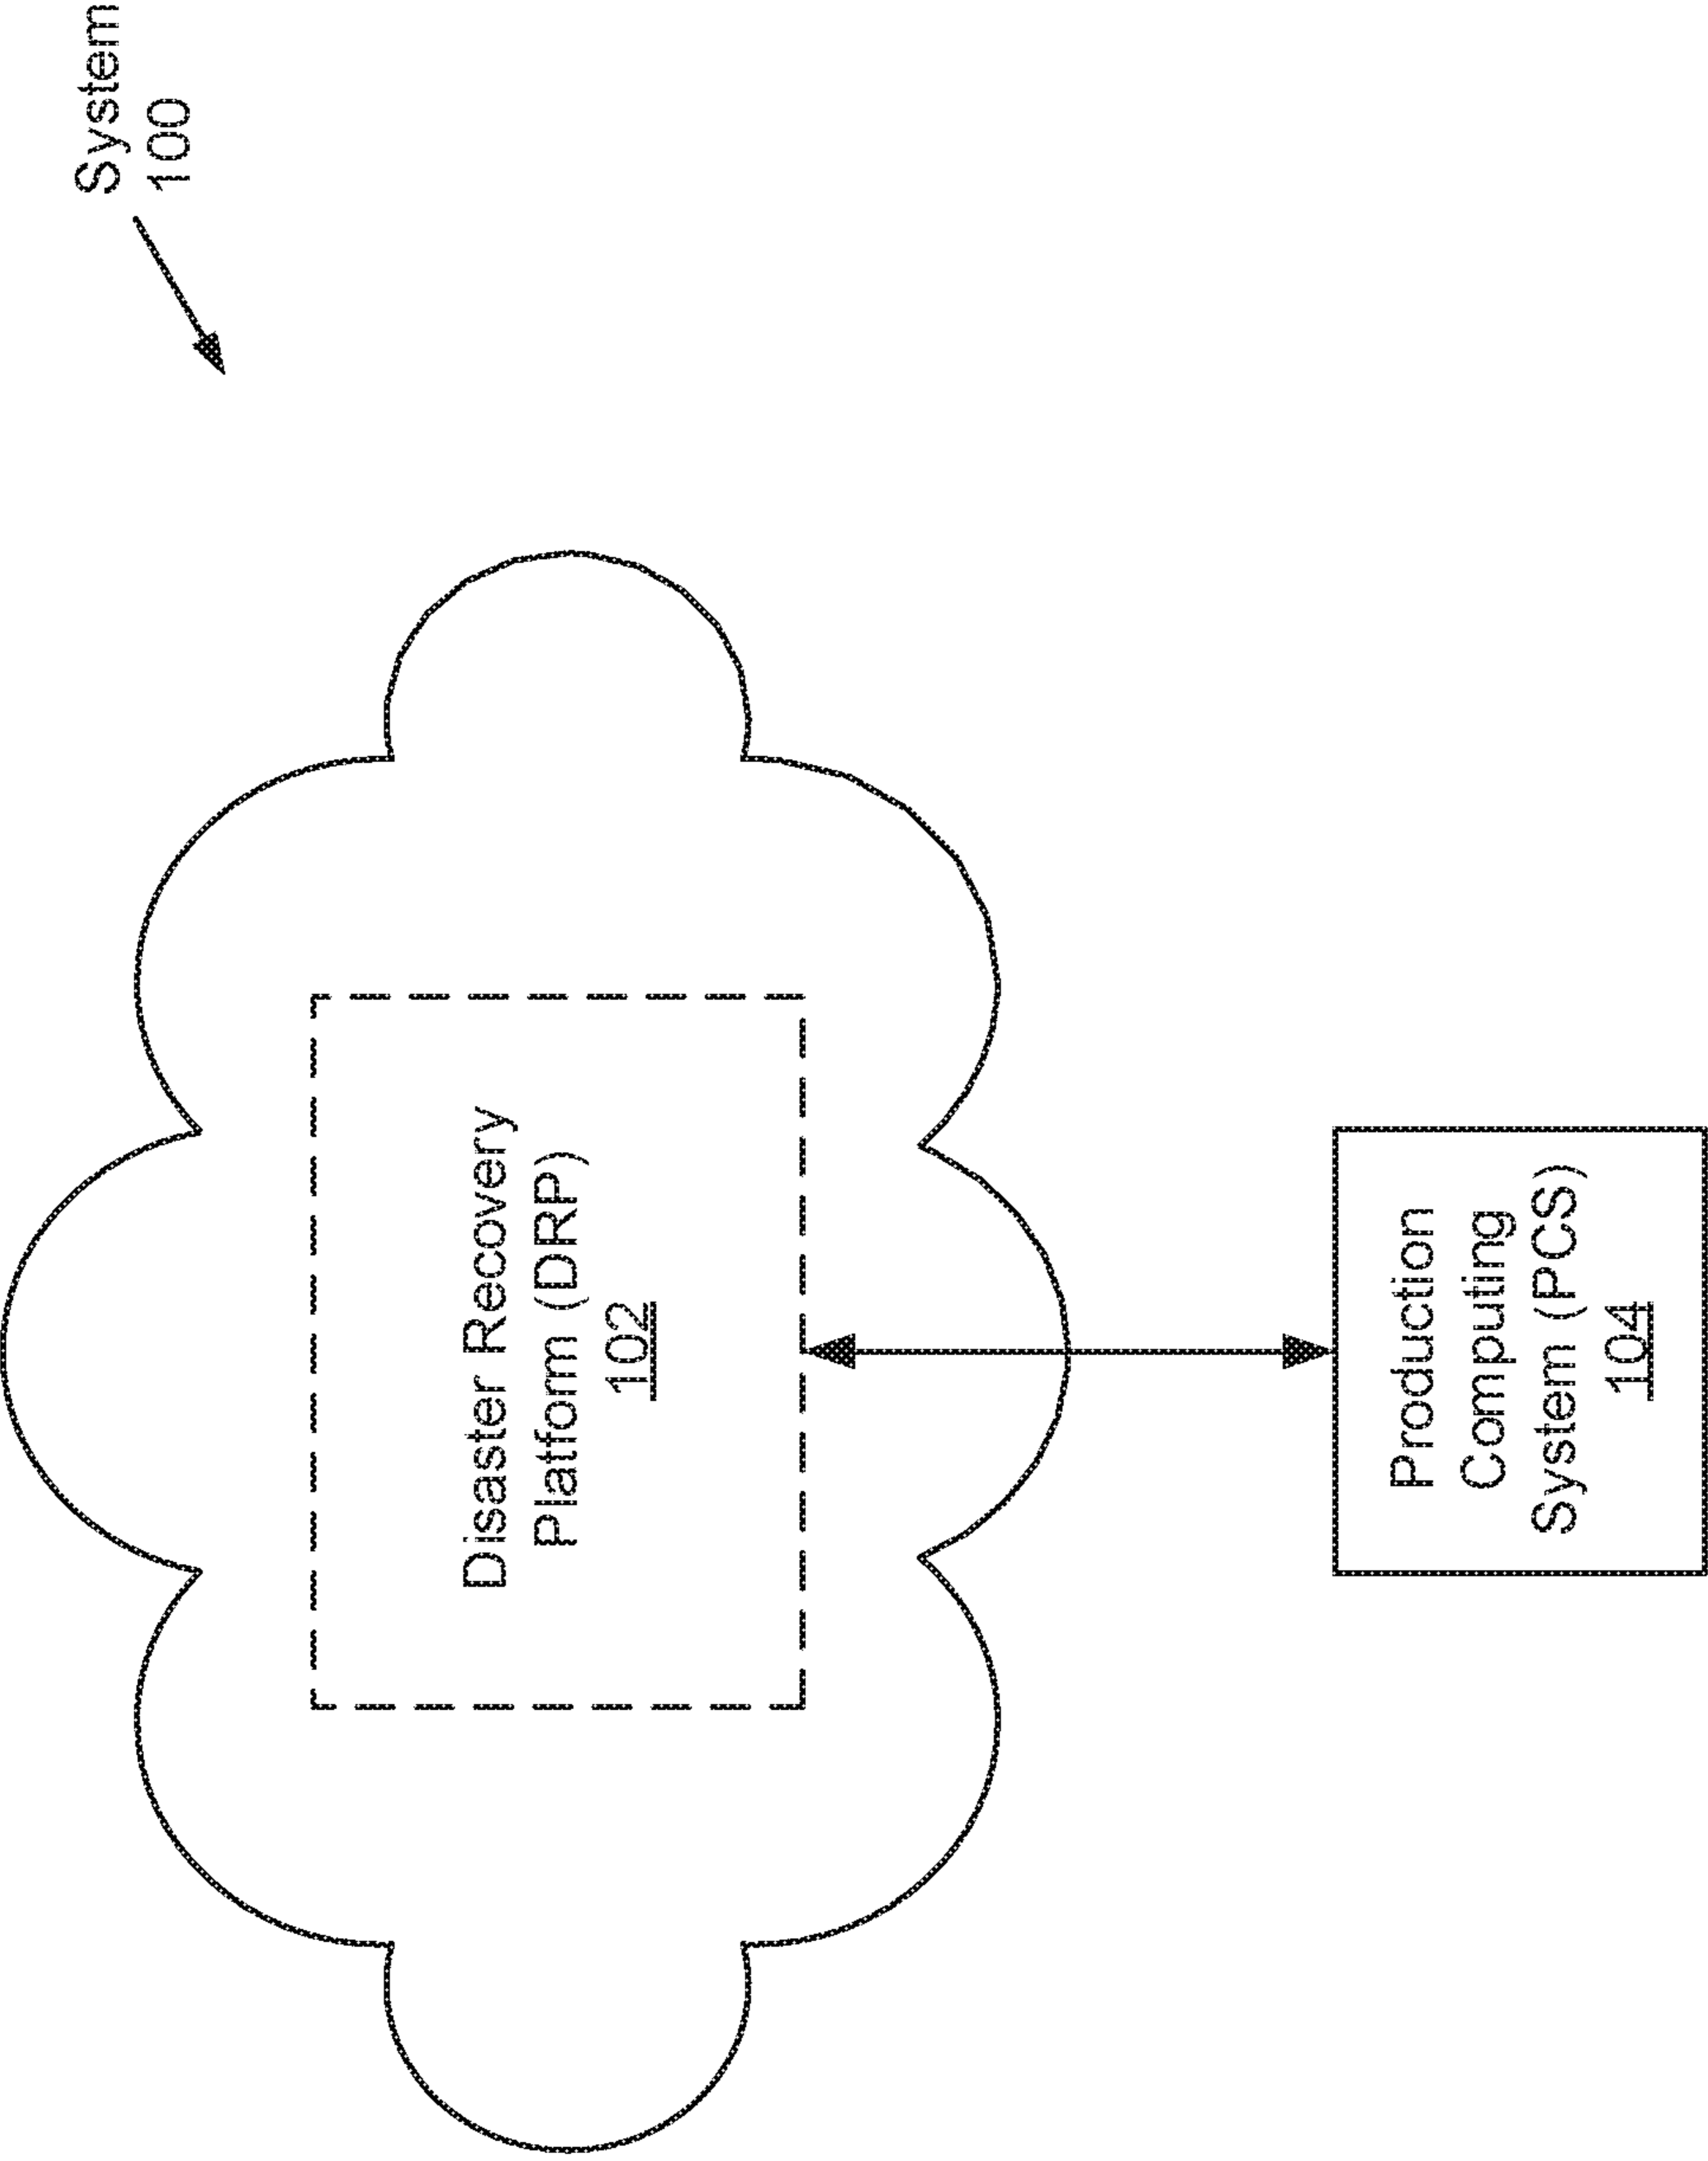 System
100
Disaster Recovery
Platform (DRP)
102
Production
Computing
System (PCS)
104